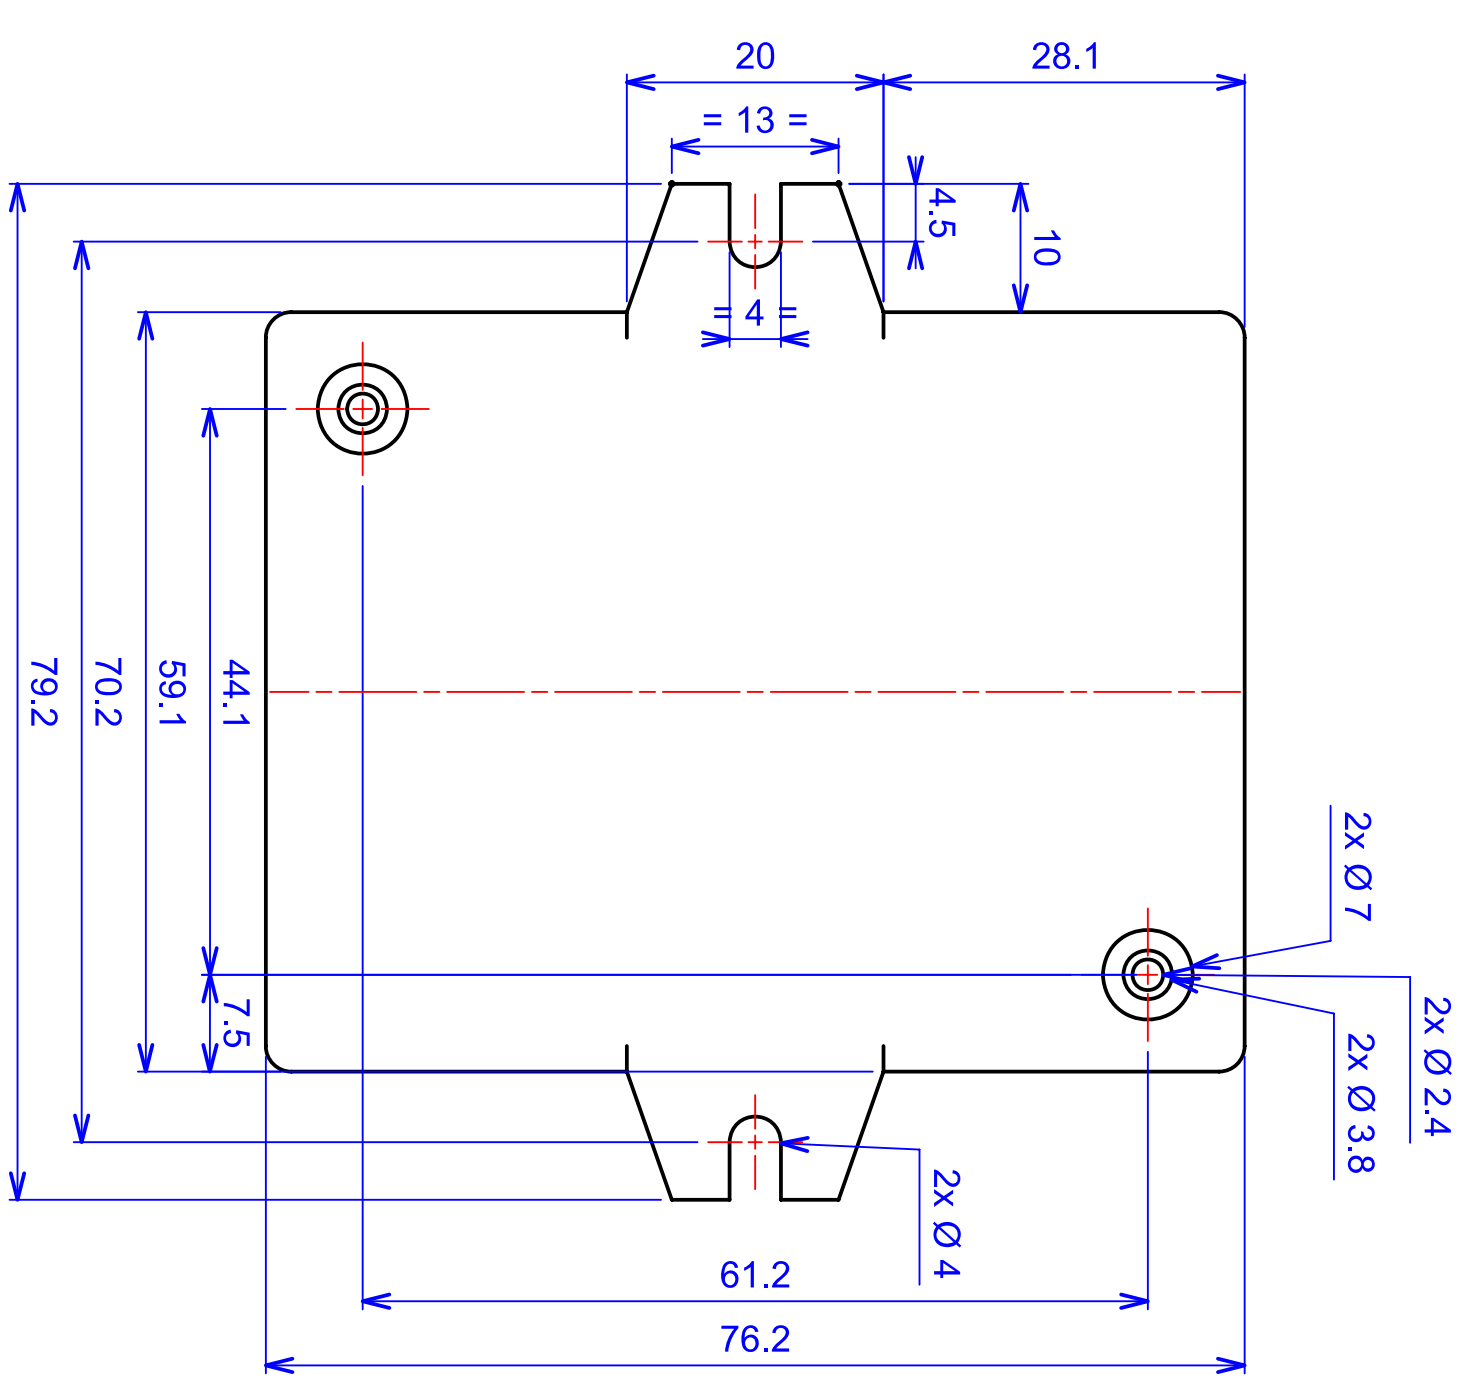 20
28.1
= 13 =
4.5
10
= 4 =
79.2
70.2
59.1
44.1
7.5
2x Ø 7
2x Ø 2.4
2x Ø 3.8
2x Ø 4
61.2
76.2